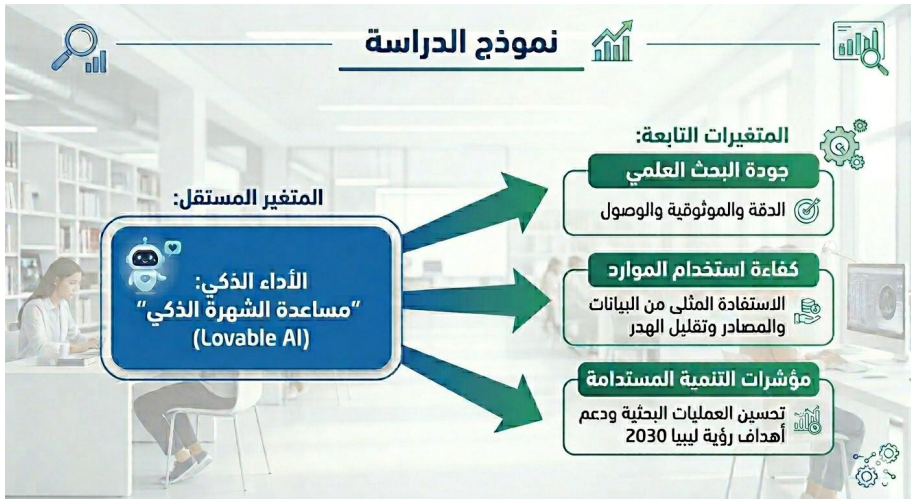 نموذج الدراسة
المتغير المستقل:
الأداء الذكي:
"مساعدة الشهرة الذكي"
(Lovable AI)
المتغيرات التابعة:
جودة البحث العلمي
الدقة والموثوقية والوصول
كفاءة استخدام الموارد
الاستفادة المثلى من البيانات
والمصادر وتقليل الهدر
مؤشرات التنمية المستدامة
تحسين العمليات البحثية ودعم
أهداف رؤية ليبيا 2030